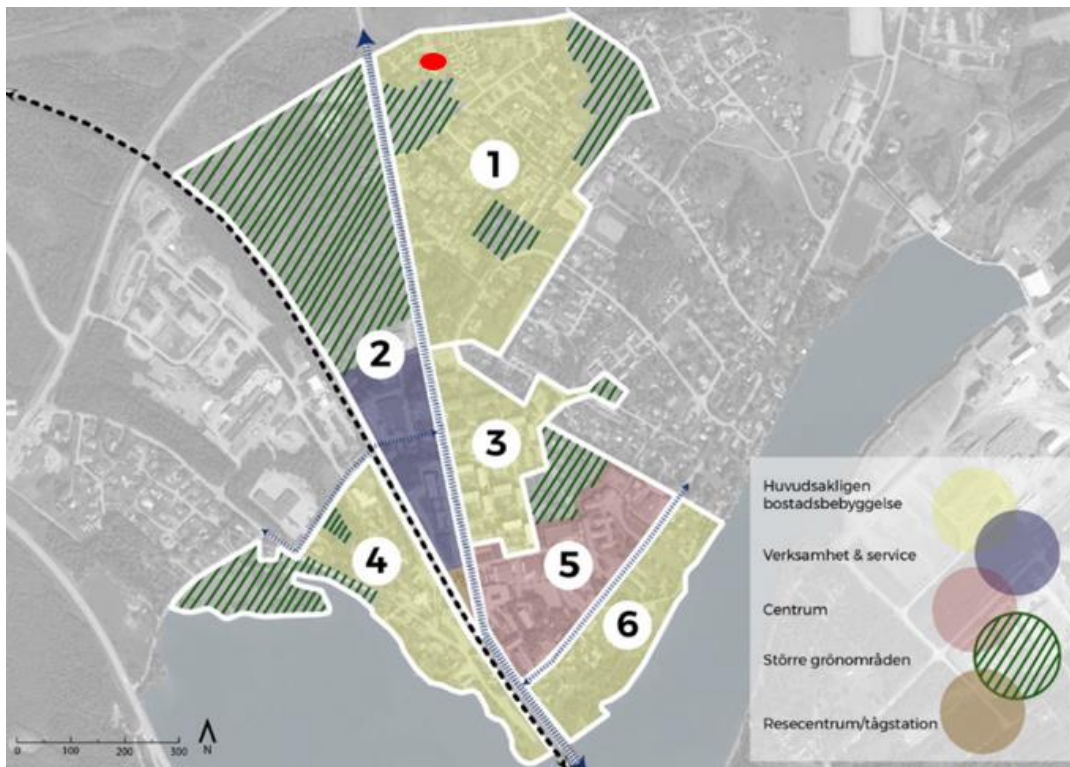 1
2
3
4
5
6
Huvudsakligen
bostadsbebyggelse
Verksamhet & service
Centrum
Större grönområden
Resecentrum/tågstation
0 100 200 300
N